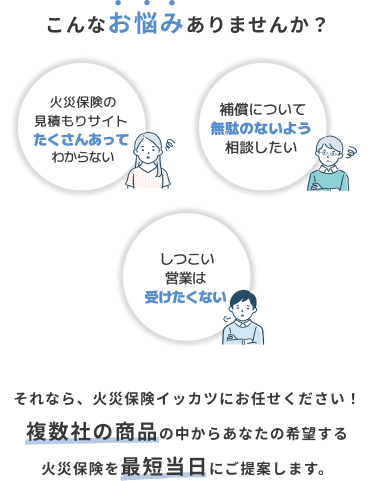 こんなお悩みありませんか？
火災保険の
見積もりサイト
たくさんあって
わからない
補償について
無駄のないよう
相談したい
しつこい
営業は
受けたくない
それなら、火災保険イッカツにお任せください！
複数社の商品の中からあなたの希望する
火災保険を最短当日にご提案します。